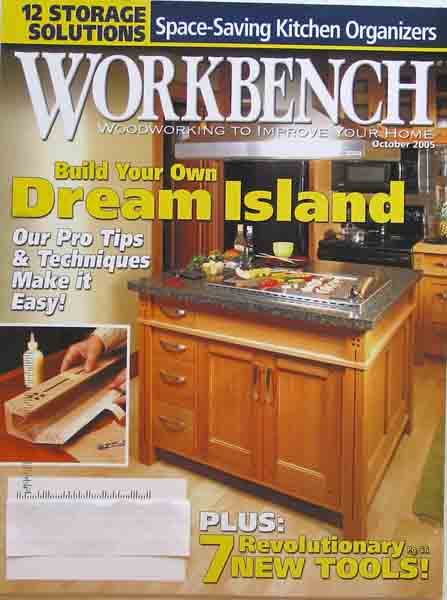 12 STORAGE
SOLUTIONS
Space-Saving Kitchen Organizers
WORKBENCH
WOODWORKING TO IMPROVE YOUR HOME
October 2005
Build Your Own
Dream Island
Our Pro Tips
& Techniques
Make it
Easy!
PLUS:
7 Revolutionary
NEW TOOLS!